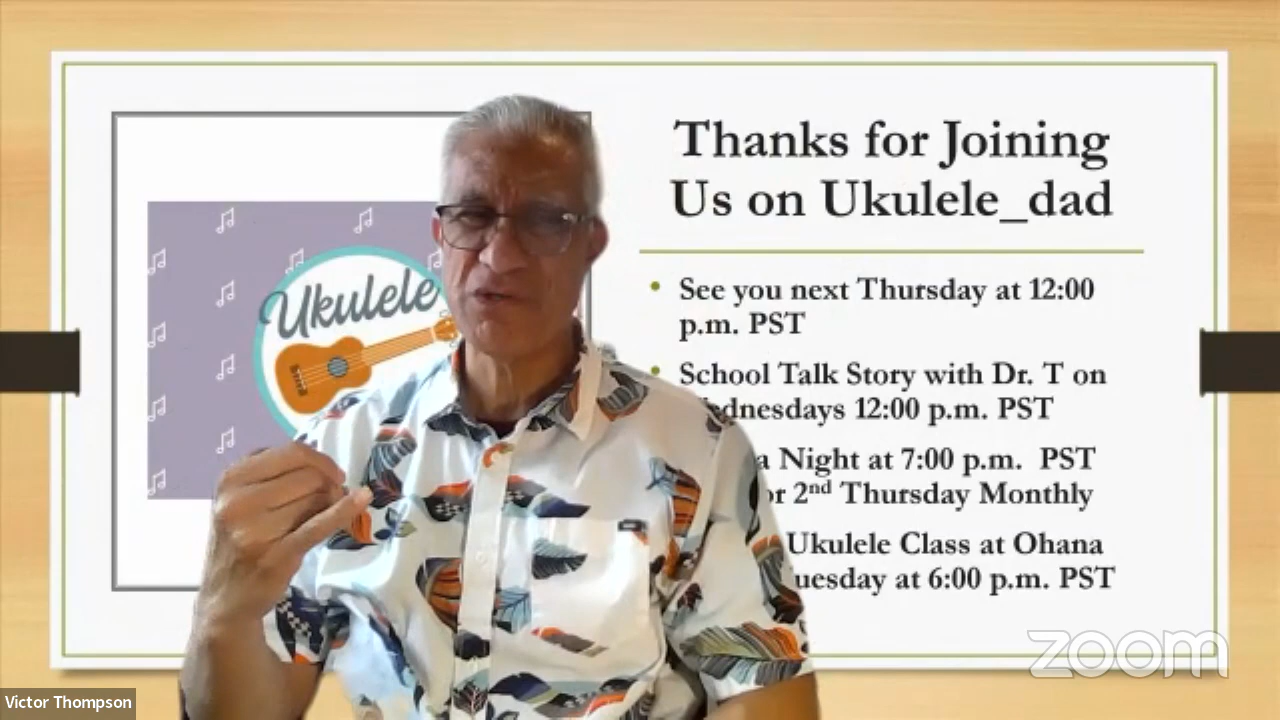 Thanks for Joining
Us on Ukulele_dad
Ukulele
• See you next Thursday at 12:00
p.m. PST
• School Talk Story with Dr. T on
12:00 p.m. PST
Night at 7:00 p.m. PST
2nd Thursday Monthly
Ukulele Class at Ohana
at 6:00 p.m. PST
zoom
Victor Thompson